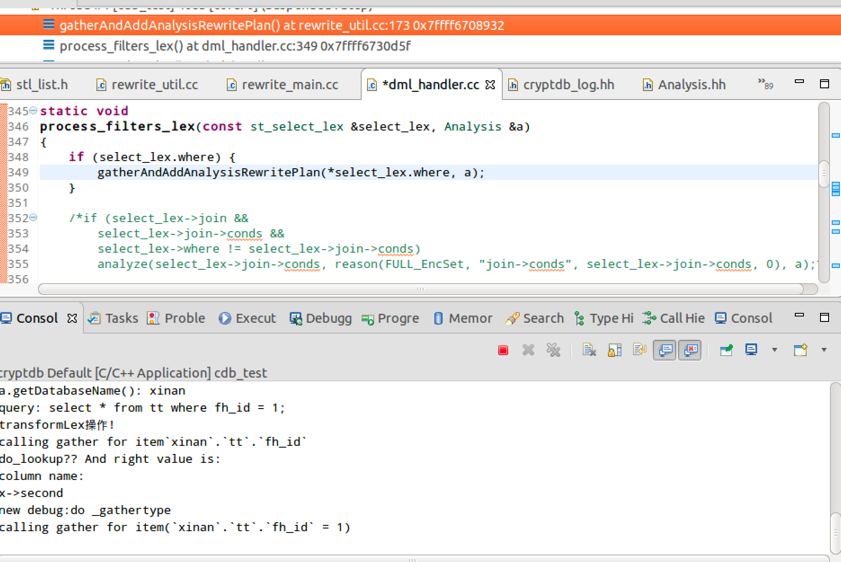 gatherAndAddAnalysisRewritePlan() at rewrite_util.cc:173 0x7ffff6708932
process_filters_lex() at dml_handler.cc:349 0x7ffff6730d5f
stl_list.h rewrite_util.cc rewrite_main.cc *dml_handler.cc cryptdb_log.hh Analysis.hh »89
345 static void
346 process_filters_lex(const st_select_lex &select_lex, Analysis &a)
347 {
348 if (select_lex.where) {
349 gatherAndAddAnalysisRewritePlan(*select_lex.where, a);
350 }
351
352 /*if (select_lex->join &&
353 select_lex->join->conds &&
354 select_lex->where != select_lex->join->conds)
355 analyze(select_lex->join->conds, reason(FULL_EncSet, "join->conds", select_lex->join->conds, 0), a);
356
Consol Tasks Proble Execut Debugg Progre Memor Search Type Hi Call Hie Consol
cryptdb Default [C/C++ Application] cdb_test
a.getDatabaseName(): xinan
query: select * from tt where fh_id = 1;
transformLex操作!
calling gather for item`xinan`.`tt`.`fh_id`
do_lookup?? And right value is:
column name:
x->second
new debug:do _gathertype
calling gather for item(`xinan`.`tt`.`fh_id` = 1)